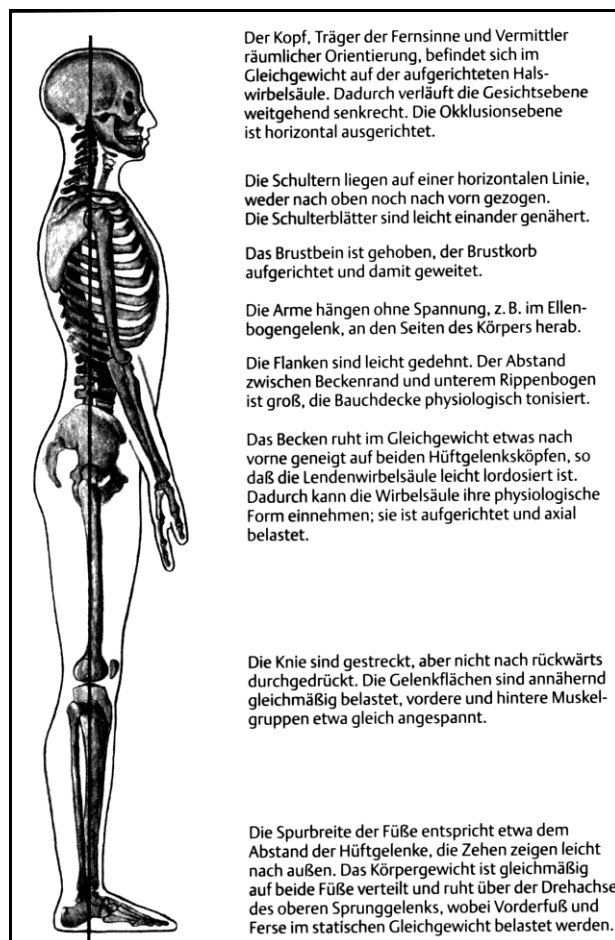 Der Kopf, Träger der Fernsinne und Vermittler
räumlicher Orientierung, befindet sich im
Gleichgewicht auf der aufgerichteten Hals-
wirbelsäule. Dadurch verläuft die Gesichtsebene
weitgehend senkrecht. Die Okklusionsebene
ist horizontal ausgerichtet.
Die Schultern liegen auf einer horizontalen Linie,
weder nach oben noch nach vorn gezogen.
Die Schulterblätter sind leicht einander genähert.
Das Brustbein ist gehoben, der Brustkorb
aufgerichtet und damit geweitet.
Die Arme hängen ohne Spannung, z. B. im Ellen-
bogengelenk, an den Seiten des Körpers herab.
Die Flanken sind leicht gedehnt. Der Abstand
zwischen Beckenrand und unterem Rippenbogen
ist groß, die Bauchdecke physiologisch tonisiert.
Das Becken ruht im Gleichgewicht etwas nach
vorne geneigt auf beiden Hüftgelenksköpfen, so
daß die Lendenwirbelsäule leicht lordosiert ist.
Dadurch kann die Wirbelsäule ihre physiologische
Form einnehmen; sie ist aufgerichtet und axial
belastet.
Die Knie sind gestreckt, aber nicht nach rückwärts
durchgedrückt. Die Gelenkflächen sind annähernd
gleichmäßig belastet, vordere und hintere Muskel-
gruppen etwa gleich angespannt.
Die Spurbreite der Füße entspricht etwa dem
Abstand der Hüftgelenke, die Zehen zeigen leicht
nach außen. Das Körpergewicht ist gleichmäßig
auf beide Füße verteilt und ruht über der Drehachse
des oberen Sprunggelenks, wobei Vorderfuß und
Ferse im statischen Gleichgewicht belastet werden.